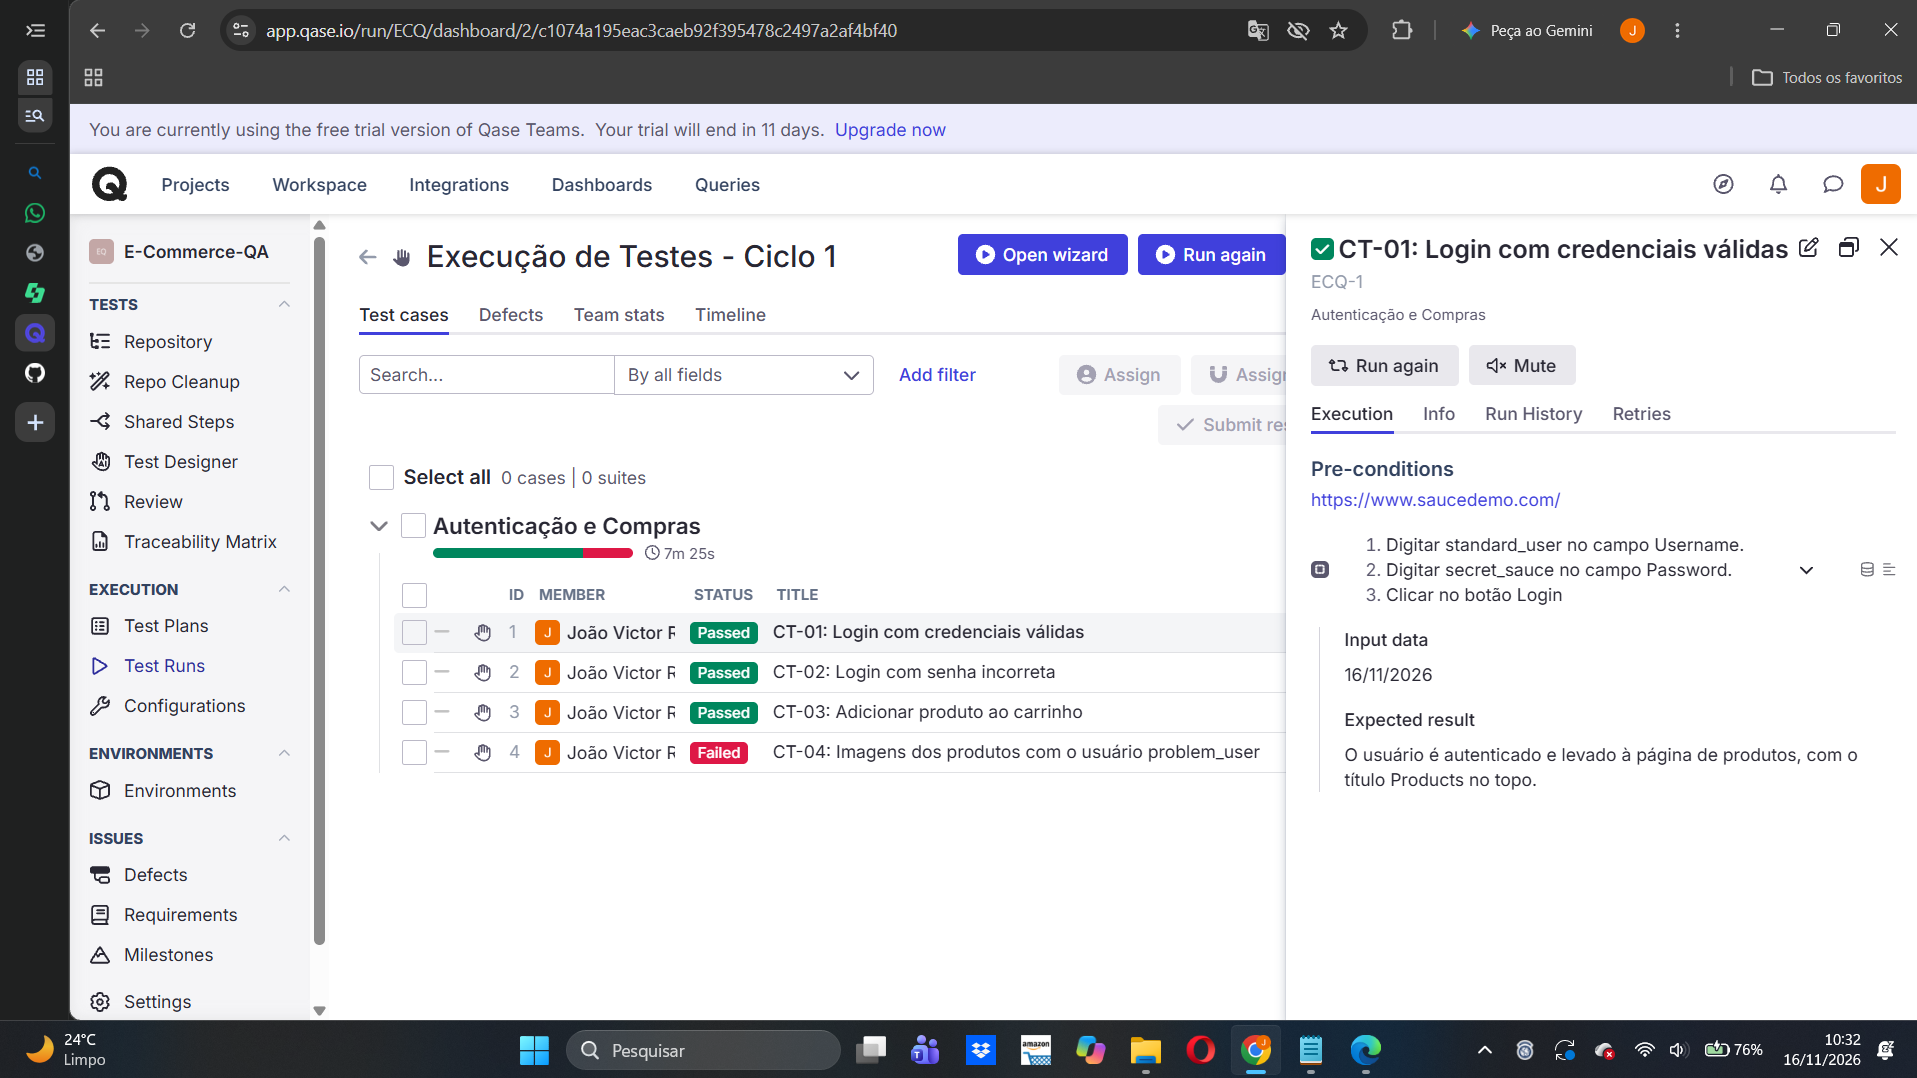 app.qase.io/run/ECQ/dashboard/2/c1074a195eac3caeb92f395478c2497a2af4bf40
Peça ao Gemini
J
Todos os favoritos
You are currently using the free trial version of Qase Teams. Your trial will end in 11 days. Upgrade now
Projects
Workspace
Integrations
Dashboards
Queries
J
EQ
E-Commerce-QA
TESTS
Repository
Repo Cleanup
Shared Steps
Test Designer
Review
Traceability Matrix
EXECUTION
Test Plans
Test Runs
Configurations
ENVIRONMENTS
Environments
ISSUES
Defects
Requirements
Milestones
Settings
Execução de Testes - Ciclo 1
Open wizard
Run again
Test cases
Defects
Team stats
Timeline
Search...
By all fields
Add filter
Assign
Assig
Submit re
Select all 0 cases | 0 suites
Autenticação e Compras
7m 25s
ID MEMBER STATUS TITLE
1 J João Victor R Passed CT-01: Login com credenciais válidas
2 J João Victor R Passed CT-02: Login com senha incorreta
3 J João Victor R Passed CT-03: Adicionar produto ao carrinho
4 J João Victor R Failed CT-04: Imagens dos produtos com o usuário problem_user
CT-01: Login com credenciais válidas
ECQ-1
Autenticação e Compras
Run again
Mute
Execution
Info
Run History
Retries
Pre-conditions
https://www.saucedemo.com/
1. Digitar standard_user no campo Username.
2. Digitar secret_sauce no campo Password.
3. Clicar no botão Login
Input data
16/11/2026
Expected result
O usuário é autenticado e levado à página de produtos, com o
título Products no topo.
24°C
Limpo
Pesquisar
amazon
76%
10:32
16/11/2026